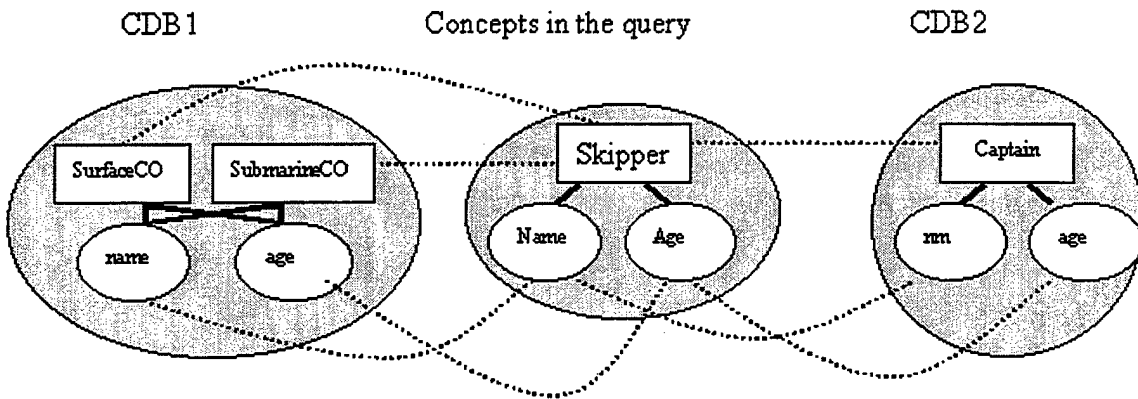 CDB1 Concepts in the query CDB2
SurfaceCO SubmarineCO Skipper Captain
name age Name Age nm age